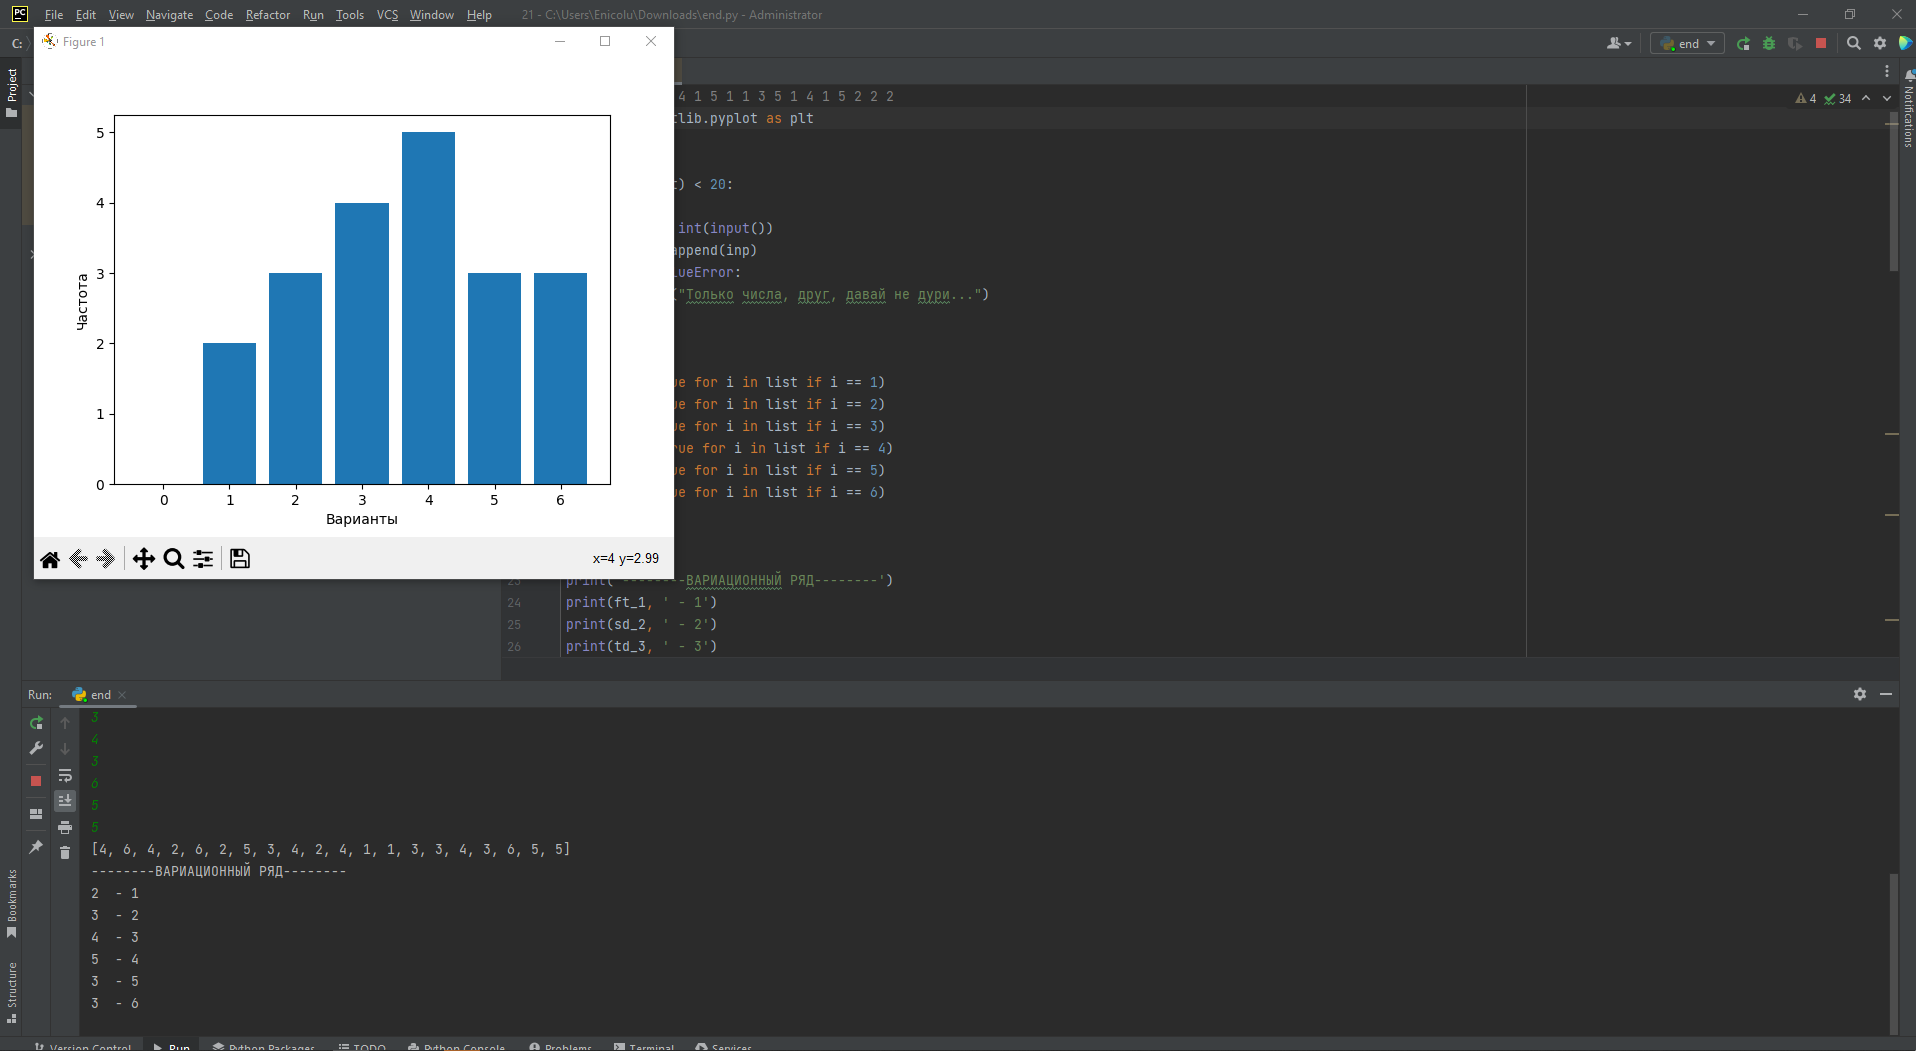 File Edit View Navigate Code Refactor Run Tools VCS Window Help 21 - C:\Users\Enicolu\Downloads\end.py - Administrator
C:
end
Figure 1
Project
Notifications
4 1 5 1 1 3 5 1 4 1 5 2 2 2
4 34
tlib.pyplot as plt
t) < 20:
int(input())
append(inp)
lueError:
("Только числа, друг, давай не дури...")
ue for i in list if i == 1)
ue for i in list if i == 2)
ue for i in list if i == 3)
rue for i in list if i == 4)
ue for i in list if i == 5)
ue for i in list if i == 6)
5
4
3
2
1
0
Частота
0 1 2 3 4 5 6
Варианты
x=4 y=2.99
23 print('--------ВАРИАЦИОННЫЙ РЯД--------')
24 print(ft_1, ' - 1')
25 print(sd_2, ' - 2')
26 print(td_3, ' - 3')
Run: end
3
4
3
6
5
5
[4, 6, 4, 2, 6, 2, 5, 3, 4, 2, 4, 1, 1, 3, 3, 4, 3, 6, 5, 5]
--------ВАРИАЦИОННЫЙ РЯД--------
2  - 1
3  - 2
4  - 3
5  - 4
3  - 5
3  - 6
Bookmarks
Structure
Version Control Run Python Packages TODO Python Console Problems Terminal Services